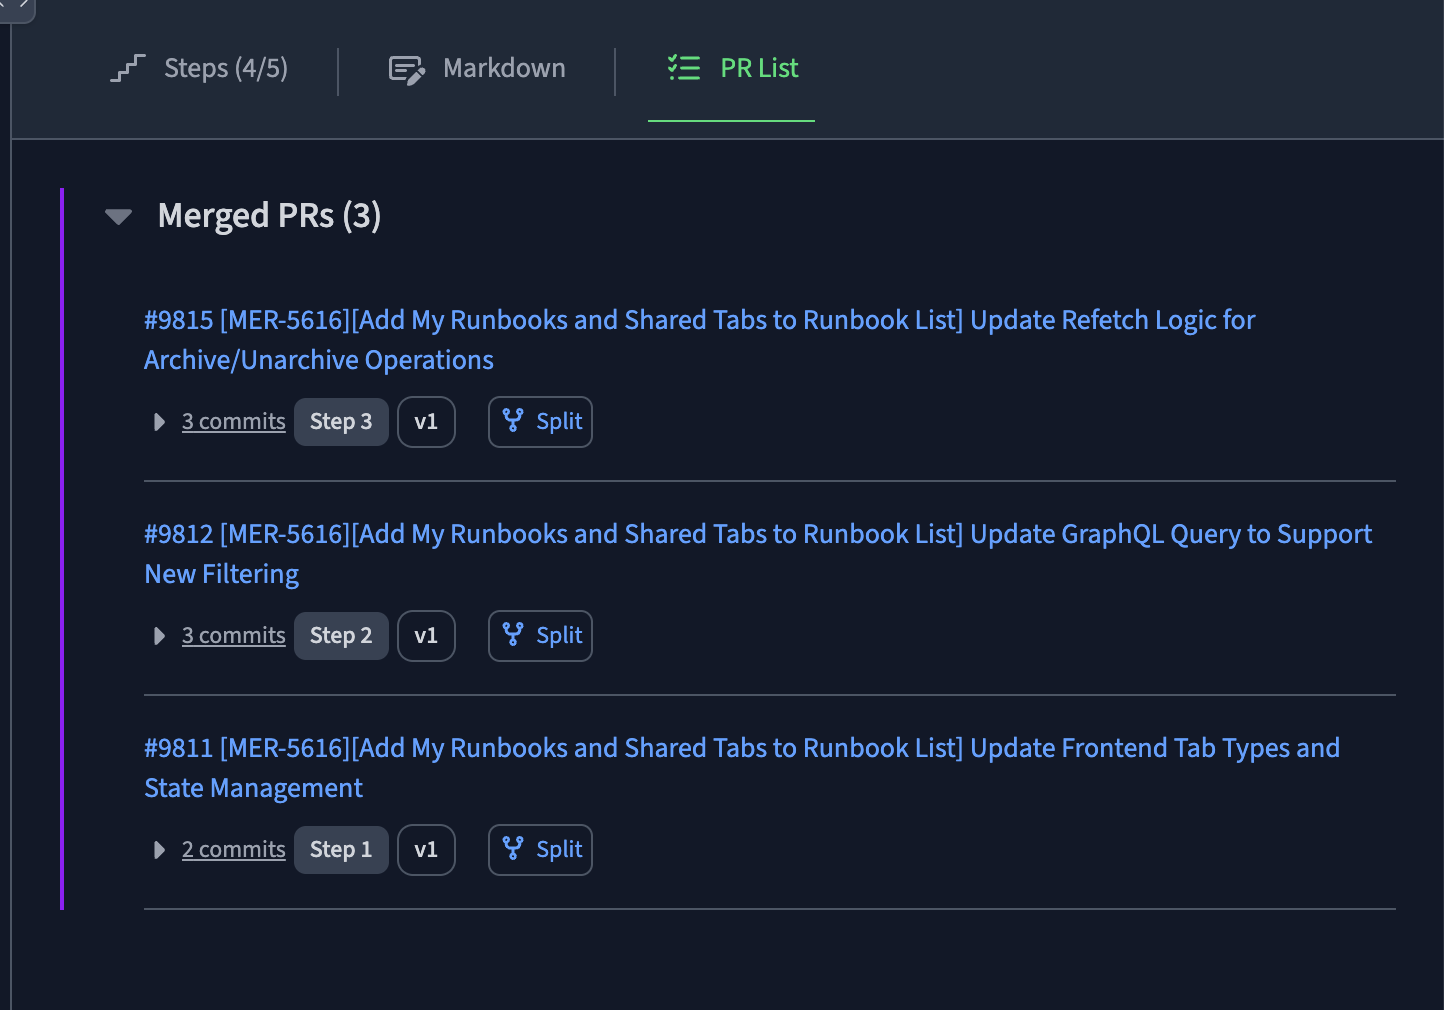 Steps (4/5)
Markdown
PR List
Merged PRs (3)
#9815 [MER-5616][Add My Runbooks and Shared Tabs to Runbook List] Update Refetch Logic for
Archive/Unarchive Operations
3 commits Step 3 v1 Split
#9812 [MER-5616][Add My Runbooks and Shared Tabs to Runbook List] Update GraphQL Query to Support
New Filtering
3 commits Step 2 v1 Split
#9811 [MER-5616][Add My Runbooks and Shared Tabs to Runbook List] Update Frontend Tab Types and
State Management
2 commits Step 1 v1 Split